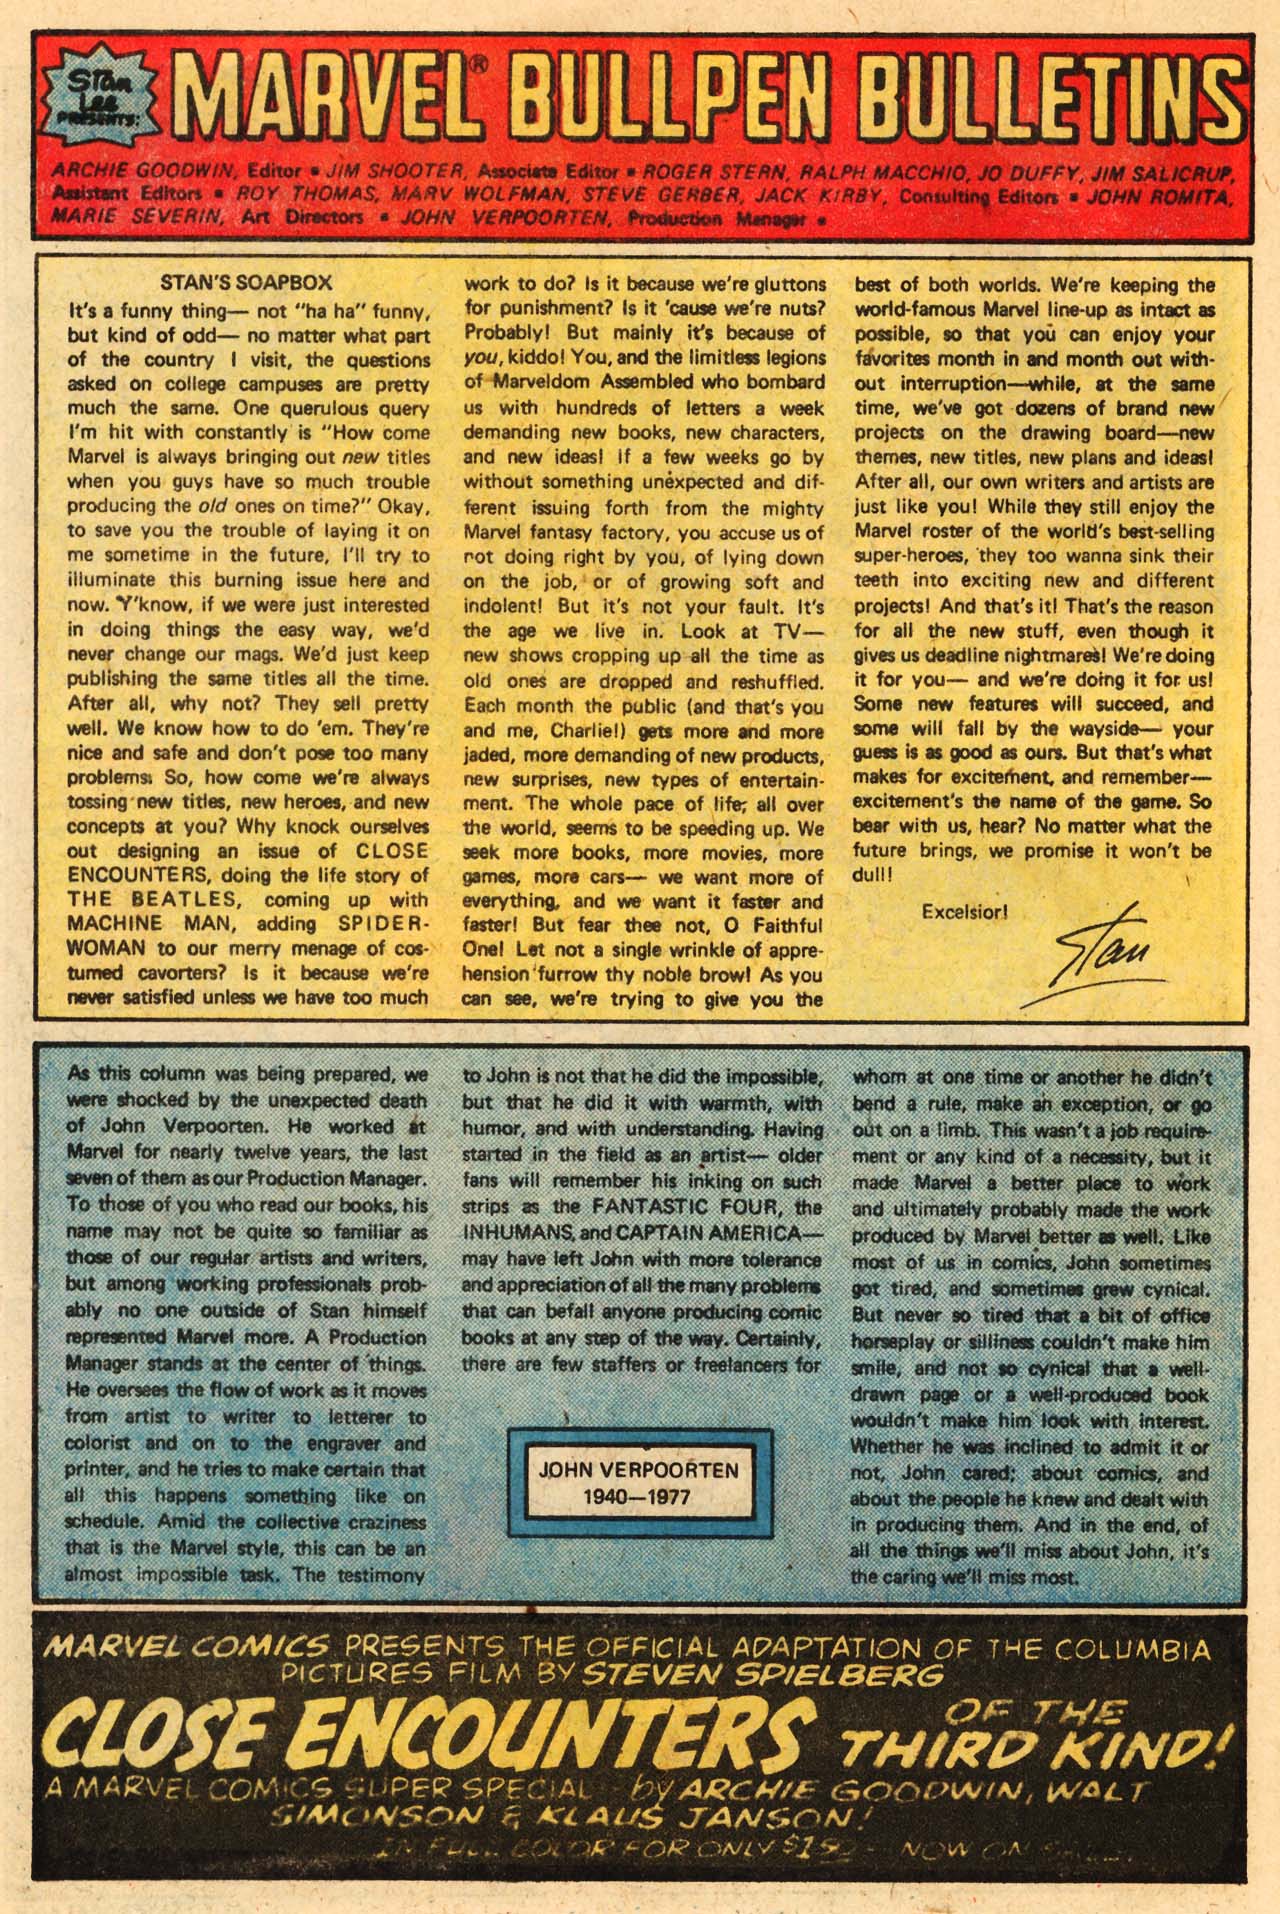 Stan
Lee
PRESENTS:
MARVEL® BULLPEN BULLETINS
ARCHIE GOODWIN, Editor ▪ JIM SHOOTER, Associate Editor ▪ ROGER STERN, RALPH MACCHIO, JO DUFFY, JIM SALICRUP,
Assistant Editors ▪ ROY THOMAS, MARV WOLFMAN, STEVE GERBER, JACK KIRBY, Consulting Editors ▪ JOHN ROMITA,
MARIE SEVERIN, Art Directors ▪ JOHN VERPOORTEN, Production Manager ▪
STAN'S SOAPBOX
It's a funny thing— not "ha ha" funny,
but kind of odd— no matter what part
of the country I visit, the questions
asked on college campuses are pretty
much the same. One querulous query
I'm hit with constantly is "How come
Marvel is always bringing out new titles
when you guys have so much trouble
producing the old ones on time?" Okay,
to save you the trouble of laying it on
me sometime in the future, I'll try to
illuminate this burning issue here and
now. Y'know, if we were just interested
in doing things the easy way, we'd
never change our mags. We'd just keep
publishing the same titles all the time.
After all, why not? They sell pretty
well. We know how to do 'em. They're
nice and safe and don't pose too many
problems. So, how come we're always
tossing new titles, new heroes, and new
concepts at you? Why knock ourselves
out designing an issue of CLOSE
ENCOUNTERS, doing the life story of
THE BEATLES, coming up with
MACHINE MAN, adding SPIDER-
WOMAN to our merry menage of cos-
tumed cavorters? Is it because we're
never satisfied unless we have too much
work to do? Is it because we're gluttons
for punishment? Is it 'cause we're nuts?
Probably! But mainly it's because of
you, kiddo! You, and the limitless legions
of Marveldom Assembled who bombard
us with hundreds of letters a week
demanding new books, new characters,
and new ideas! If a few weeks go by
without something unexpected and dif-
ferent issuing forth from the mighty
Marvel fantasy factory, you accuse us of
not doing right by you, of lying down
on the job, or of growing soft and
indolent! But it's not your fault. It's
the age we live in. Look at TV—
new shows cropping up all the time as
old ones are dropped and reshuffled.
Each month the public (and that's you
and me, Charlie!) gets more and more
jaded, more demanding of new products,
new surprises, new types of entertain-
ment. The whole pace of life, all over
the world, seems to be speeding up. We
seek more books, more movies, more
games, more cars— we want more of
everything, and we want it faster and
faster! But fear thee not, O Faithful
One! Let not a single wrinkle of appre-
hension furrow thy noble brow! As you
can see, we're trying to give you the
best of both worlds. We're keeping the
world-famous Marvel line-up as intact as
possible, so that you can enjoy your
favorites month in and month out with-
out interruption—while, at the same
time, we've got dozens of brand new
projects on the drawing board—new
themes, new titles, new plans and ideas!
After all, our own writers and artists are
just like you! While they still enjoy the
Marvel roster of the world's best-selling
super-heroes, they too wanna sink their
teeth into exciting new and different
projects! And that's it! That's the reason
for all the new stuff, even though it
gives us deadline nightmares! We're doing
it for you— and we're doing it for us!
Some new features will succeed, and
some will fall by the wayside— your
guess is as good as ours. But that's what
makes for excitement, and remember—
excitement's the name of the game. So
bear with us, hear? No matter what the
future brings, we promise it won't be
dull!
Excelsior!
Stan
As this column was being prepared, we
were shocked by the unexpected death
of John Verpoorten. He worked at
Marvel for nearly twelve years, the last
seven of them as our Production Manager.
To those of you who read our books, his
name may not be quite so familiar as
those of our regular artists and writers,
but among working professionals prob-
ably no one outside of Stan himself
represented Marvel more. A Production
Manager stands at the center of things.
He oversees the flow of work as it moves
from artist to writer to letterer to
colorist and on to the engraver and
printer, and he tries to make certain that
all this happens something like on
schedule. Amid the collective craziness
that is the Marvel style, this can be an
almost impossible task. The testimony
to John is not that he did the impossible,
but that he did it with warmth, with
humor, and with understanding. Having
started in the field as an artist— older
fans will remember his inking on such
strips as the FANTASTIC FOUR, the
INHUMANS, and CAPTAIN AMERICA—
may have left John with more tolerance
and appreciation of all the many problems
that can befall anyone producing comic
books at any step of the way. Certainly,
there are few staffers or freelancers for
JOHN VERPOORTEN
1940—1977
whom at one time or another he didn't
bend a rule, make an exception, or go
out on a limb. This wasn't a job require-
ment or any kind of a necessity, but it
made Marvel a better place to work
and ultimately probably made the work
produced by Marvel better as well. Like
most of us in comics, John sometimes
got tired, and sometimes grew cynical.
But never so tired that a bit of office
horseplay or silliness couldn't make him
smile, and not so cynical that a well-
drawn page or a well-produced book
wouldn't make him look with interest.
Whether he was inclined to admit it or
not, John cared; about comics, and
about the people he knew and dealt with
in producing them. And in the end, of
all the things we'll miss about John, it's
the caring we'll miss most.
MARVEL COMICS PRESENTS THE OFFICIAL ADAPTATION OF THE COLUMBIA
PICTURES FILM BY STEVEN SPIELBERG
CLOSE ENCOUNTERS OF THE
THIRD KIND!
A MARVEL COMICS SUPER SPECIAL by ARCHIE GOODWIN, WALT
SIMONSON & KLAUS JANSON!
IN FULL COLOR FOR ONLY NOW ON